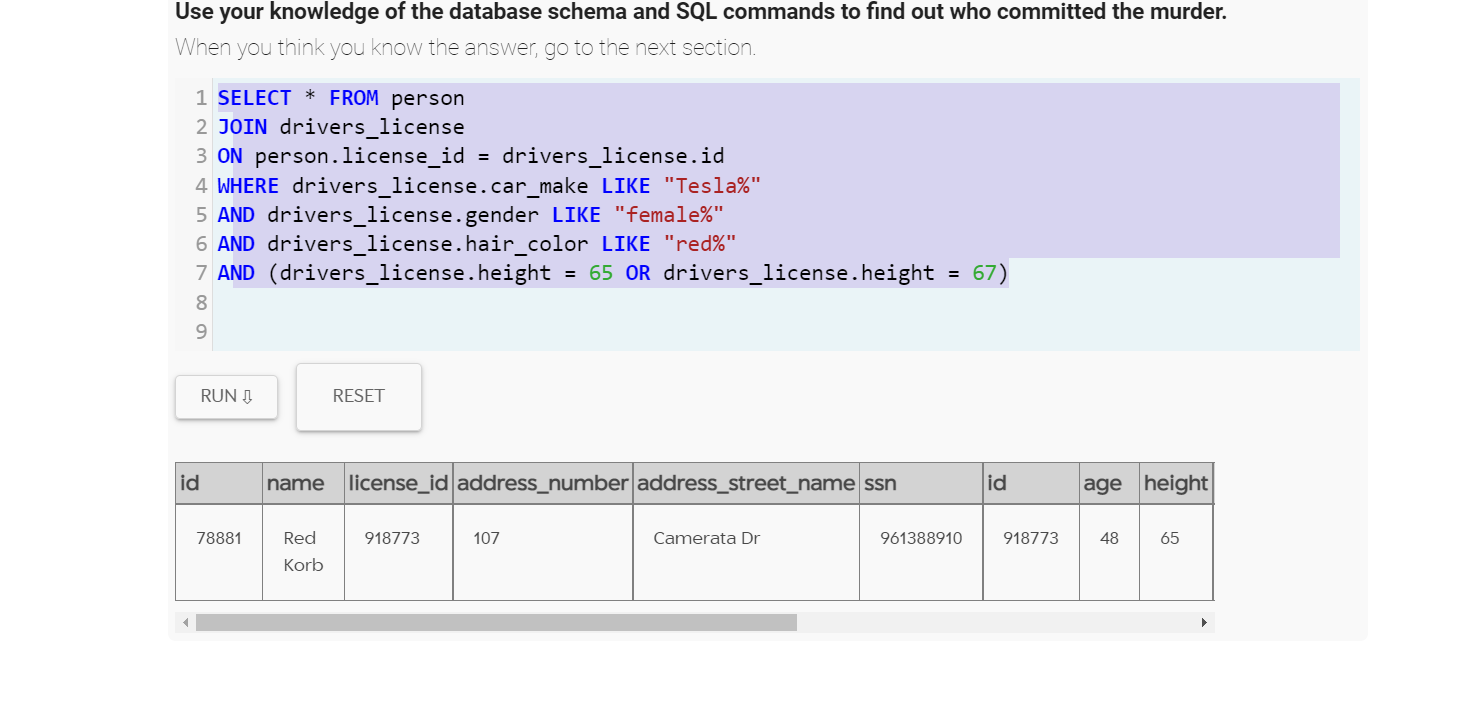 Use your knowledge of the database schema and SQL commands to find out who committed the murder.
When you think you know the answer, go to the next section.
1 SELECT * FROM person
2 JOIN drivers_license
3 ON person.license_id = drivers_license.id
4 WHERE drivers_license.car_make LIKE "Tesla%"
5 AND drivers_license.gender LIKE "female%"
6 AND drivers_license.hair_color LIKE "red%"
7 AND (drivers_license.height = 65 OR drivers_license.height = 67)
8
9
RUN ⇩ RESET
id name license_id address_number address_street_name ssn id age height
78881 Red 918773 107 Camerata Dr 961388910 918773 48 65
Korb